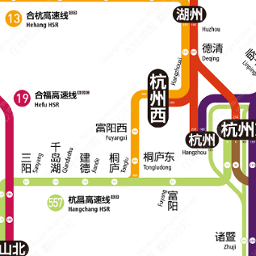 13 合杭高速线
Hehang HSR
湖州
Huzhou
德清
Deqing
临
杭州西
Hangzhouxi
19 合福高速线
Hefu HSR
富阳西
Fuyangxi
杭州
Hangzhou
杭州
三阳
Sanyang
千岛湖
Qiandaohu
建德
Jiande
桐庐
Tonglu
桐庐东
Tongludong
557 杭昌高速线
Hangchang HSR
富阳
Fuyang
诸暨
Zhuji
山北